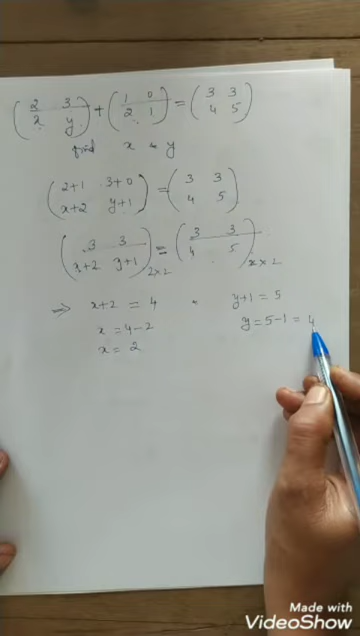 (2 3
x y) + (1 0
2 1) = (3 3
4 5)
find x y
(2+1 3+0
x+2 y+1) = (3 3
4 5)
(3 3
x+2 y+1)2×2 = (3 3
4 5)2×2
⇒ x+2 = 4 y+1 = 5
x = 4-2 y = 5-1 = 4
x = 2
Made with
VideoShow